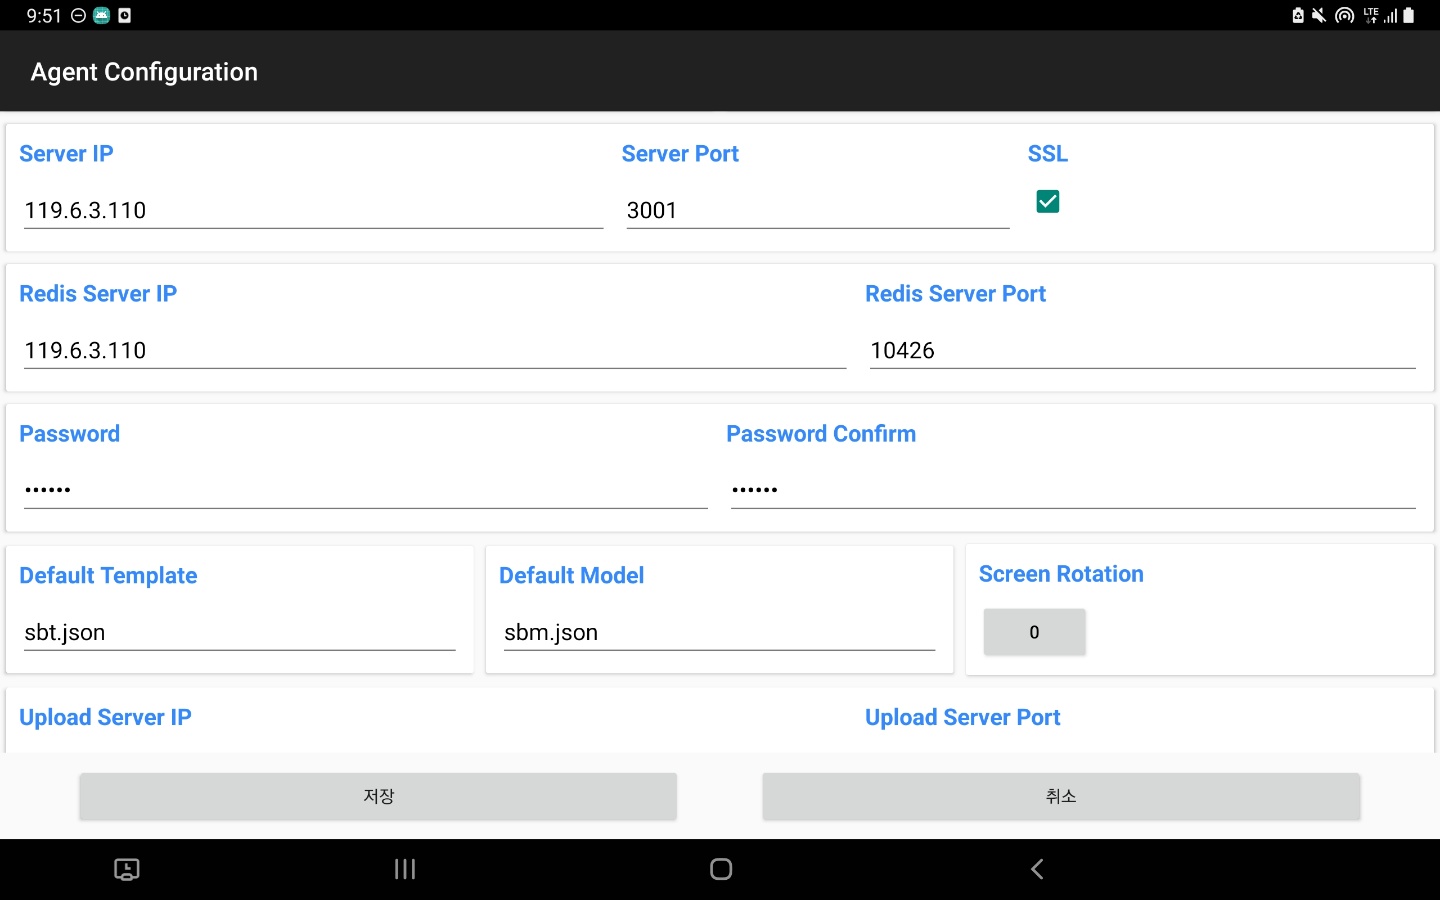 9:51
LTE
Agent Configuration
Server IP
Server Port
SSL
119.6.3.110
3001
Redis Server IP
Redis Server Port
119.6.3.110
10426
Password
Password Confirm
••••••
••••••
Default Template
Default Model
Screen Rotation
sbt.json
sbm.json
0
Upload Server IP
Upload Server Port
저장
취소